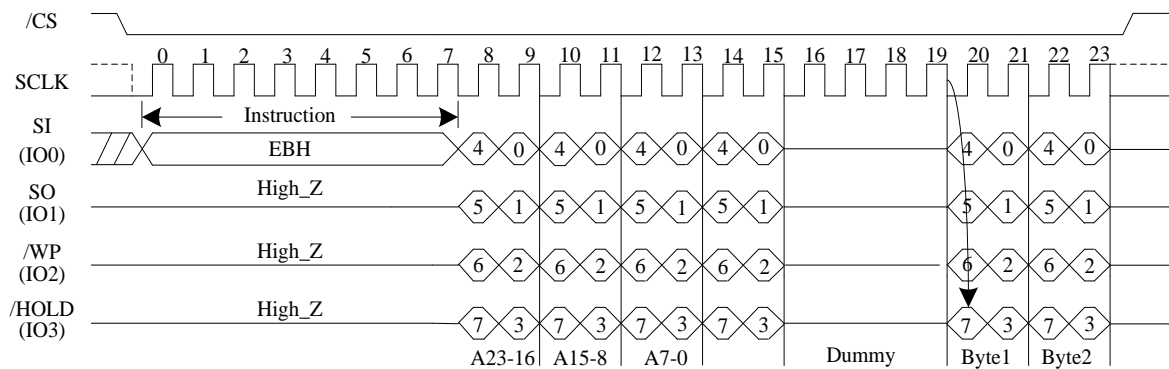 /CS
0 1 2 3 4 5 6 7 8 9 10 11 12 13 14 15 16 17 18 19 20 21 22 23
SCLK
Instruction
SI
(IO0)
EBH
4 0 4 0 4 0 4 0 4 0 4 0
SO
(IO1)
High_Z
5 1 5 1 5 1 5 1 5 1 5 1
/WP
(IO2)
High_Z
6 2 6 2 6 2 6 2 6 2 6 2
/HOLD
(IO3)
High_Z
7 3 7 3 7 3 7 3 7 3 7 3
A23-16 A15-8 A7-0 Dummy Byte1 Byte2